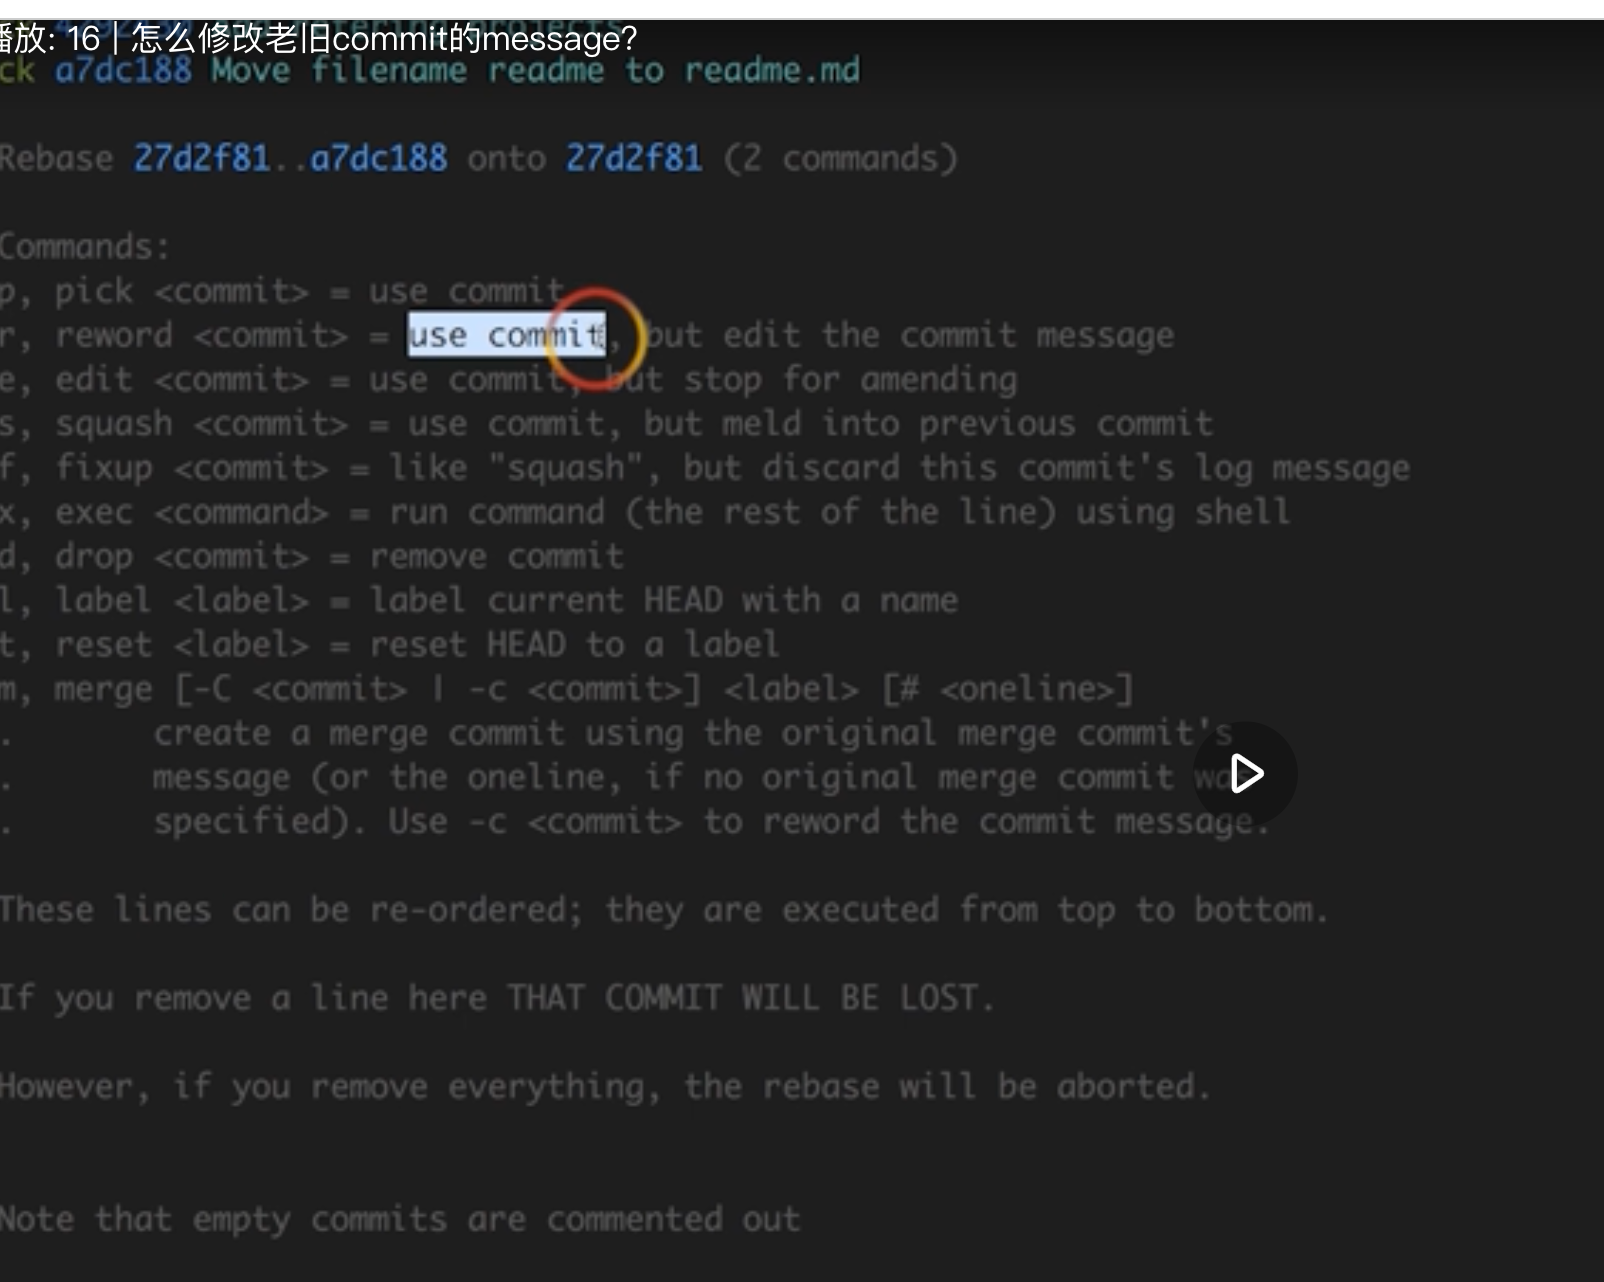 播放: 16 | 怎么修改老旧commit的message?
ck a7dc188 Move filename readme to readme.md
Rebase 27d2f81..a7dc188 onto 27d2f81 (2 commands)
Commands:
p, pick <commit> = use commit
r, reword <commit> = use commit, but edit the commit message
e, edit <commit> = use commit, but stop for amending
s, squash <commit> = use commit, but meld into previous commit
f, fixup <commit> = like "squash", but discard this commit's log message
x, exec <command> = run command (the rest of the line) using shell
d, drop <commit> = remove commit
l, label <label> = label current HEAD with a name
t, reset <label> = reset HEAD to a label
m, merge [-C <commit> | -c <commit>] <label> [# <oneline>]
. create a merge commit using the original merge commit's
. message (or the oneline, if no original merge commit was
. specified). Use -c <commit> to reword the commit message.
These lines can be re-ordered; they are executed from top to bottom.
If you remove a line here THAT COMMIT WILL BE LOST.
However, if you remove everything, the rebase will be aborted.
Note that empty commits are commented out